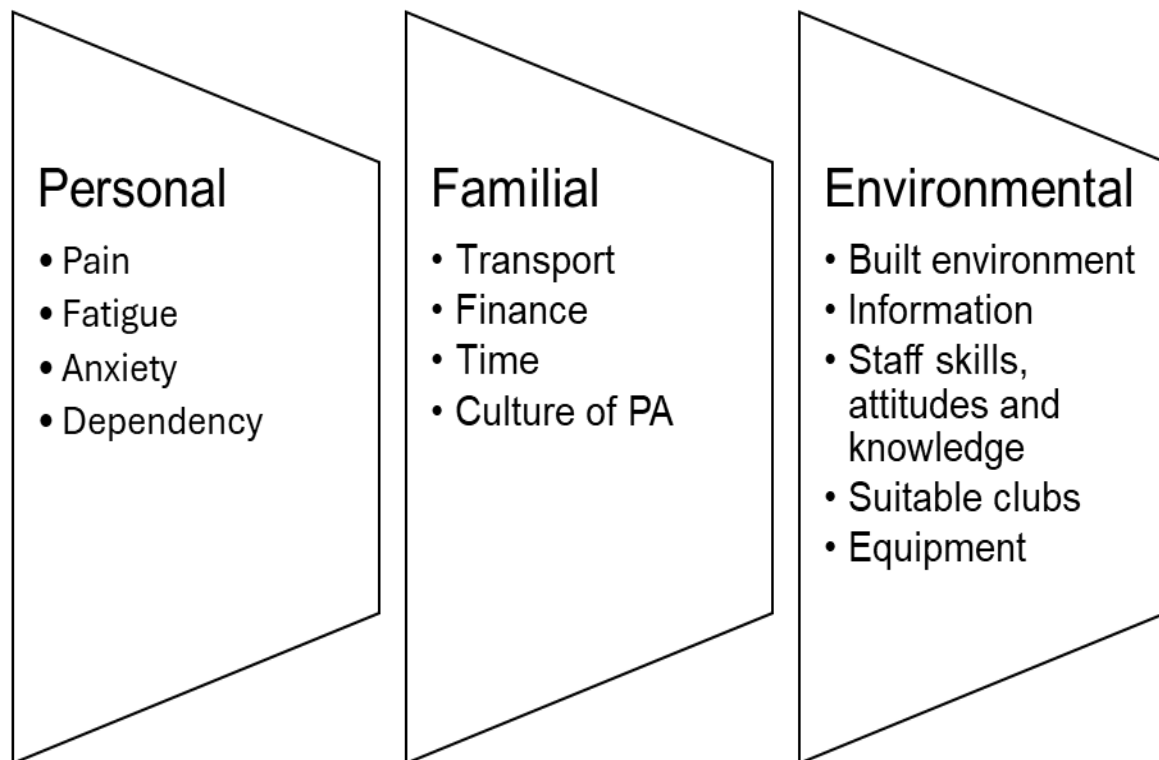 Personal
• Pain
• Fatigue
• Anxiety
• Dependency
Familial
• Transport
• Finance
• Time
• Culture of PA
Environmental
• Built environment
• Information
• Staff skills,
attitudes and
knowledge
• Suitable clubs
• Equipment